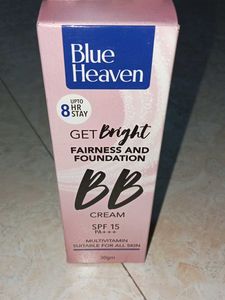 Blue
Heaven
UPTO
8 HR
STAY
GET Bright
FAIRNESS AND
FOUNDATION
BB
CREAM
SPF 15
PA+++
MULTIVITAMIN
SUITABLE FOR ALL SKIN
30gm